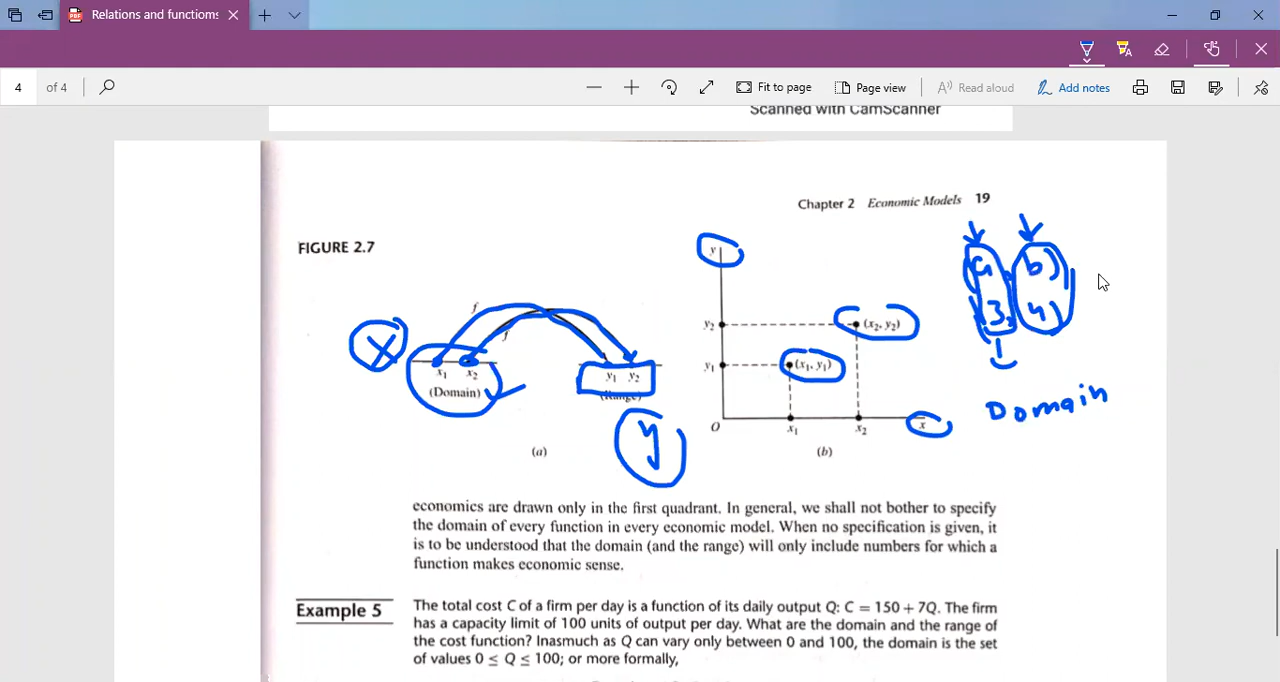 Relations and functions
4 of 4
Fit to page
Page view
Read aloud
Add notes
Scanned with CamScanner
Chapter 2 Economic Models 19
FIGURE 2.7
f
f
x1 x2
(Domain)
y1 y2
(Range)
(a)
X
y
y
y2
y1
(x2, y2)
(x1, y1)
O
x1
x2
x
(b)
(a, b)
(3, 4)
Domain
economics are drawn only in the first quadrant. In general, we shall not bother to specify
the domain of every function in every economic model. When no specification is given, it
is to be understood that the domain (and the range) will only include numbers for which a
function makes economic sense.
Example 5
The total cost C of a firm per day is a function of its daily output Q: C = 150 + 7Q. The firm
has a capacity limit of 100 units of output per day. What are the domain and the range of
the cost function? Inasmuch as Q can vary only between 0 and 100, the domain is the set
of values 0 ≤ Q ≤ 100; or more formally,